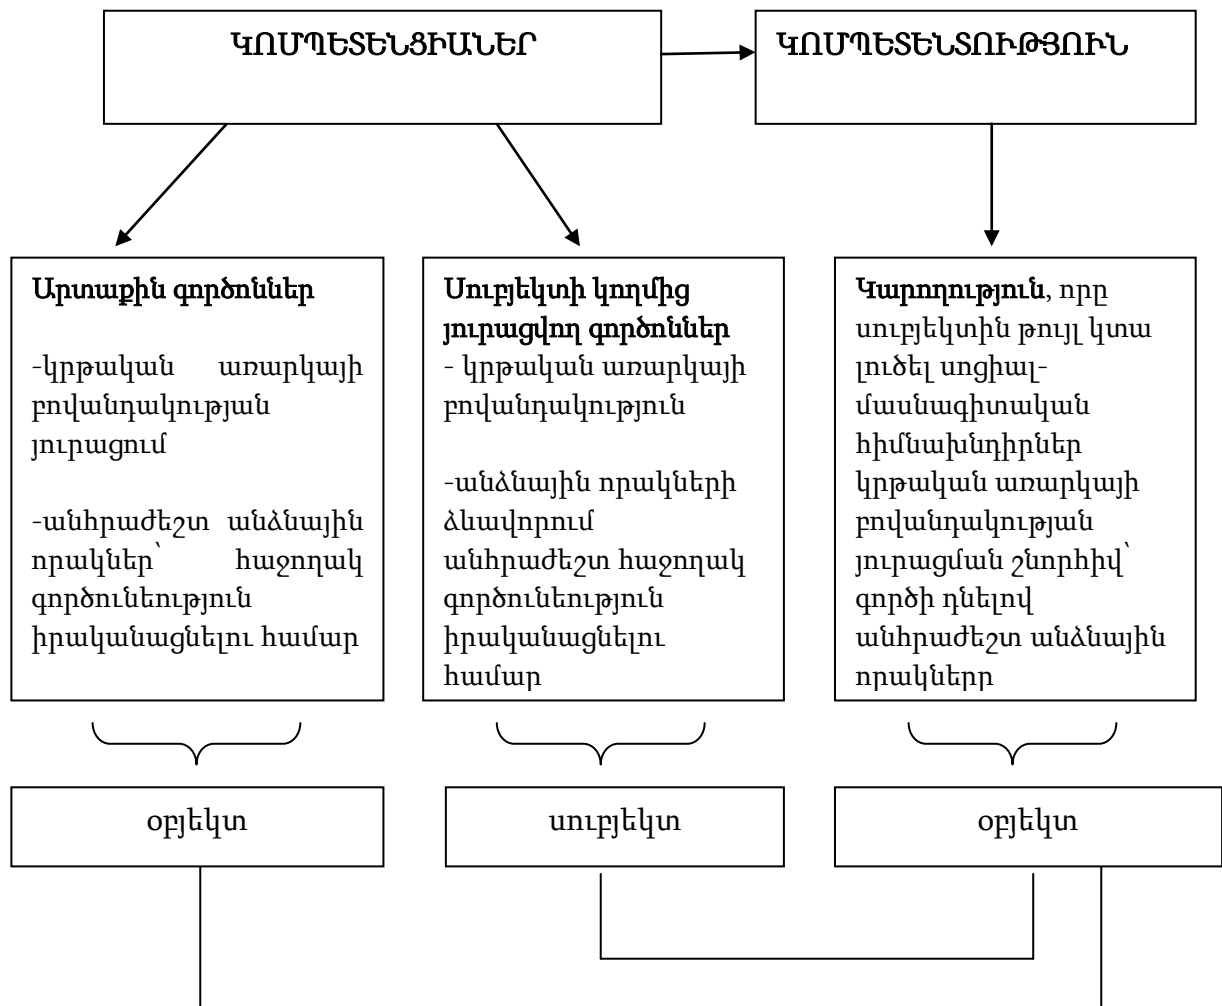 ԿՈՄՊԵՏԵՆՑԻԱՆԵՐ
ԿՈՄՊԵՏԵՆՏՈՒԹՅՈՒՆ
Արտաքին գործոններ
-կրթական առարկայի
բովանդակության
յուրացում
-անհրաժեշտ անձնային
որակներ՝ հաջողակ
գործունեություն
իրականացնելու համար
Սուբյեկտի կողմից
յուրացվող գործոններ
- կրթական առարկայի
բովանդակություն
-անձնային որակների
ձևավորում
անհրաժեշտ հաջողակ
գործունեություն
իրականացնելու
համար
Կարողություն, որը
սուբյեկտին թույլ կտա
լուծել սոցիալ-
մասնագիտական
հիմնախնդիրներ
կրթական առարկայի
բովանդակության
յուրացման շնորհիվ՝
գործի դնելով
անհրաժեշտ անձնային
որակները
օբյեկտ
սուբյեկտ
օբյեկտ